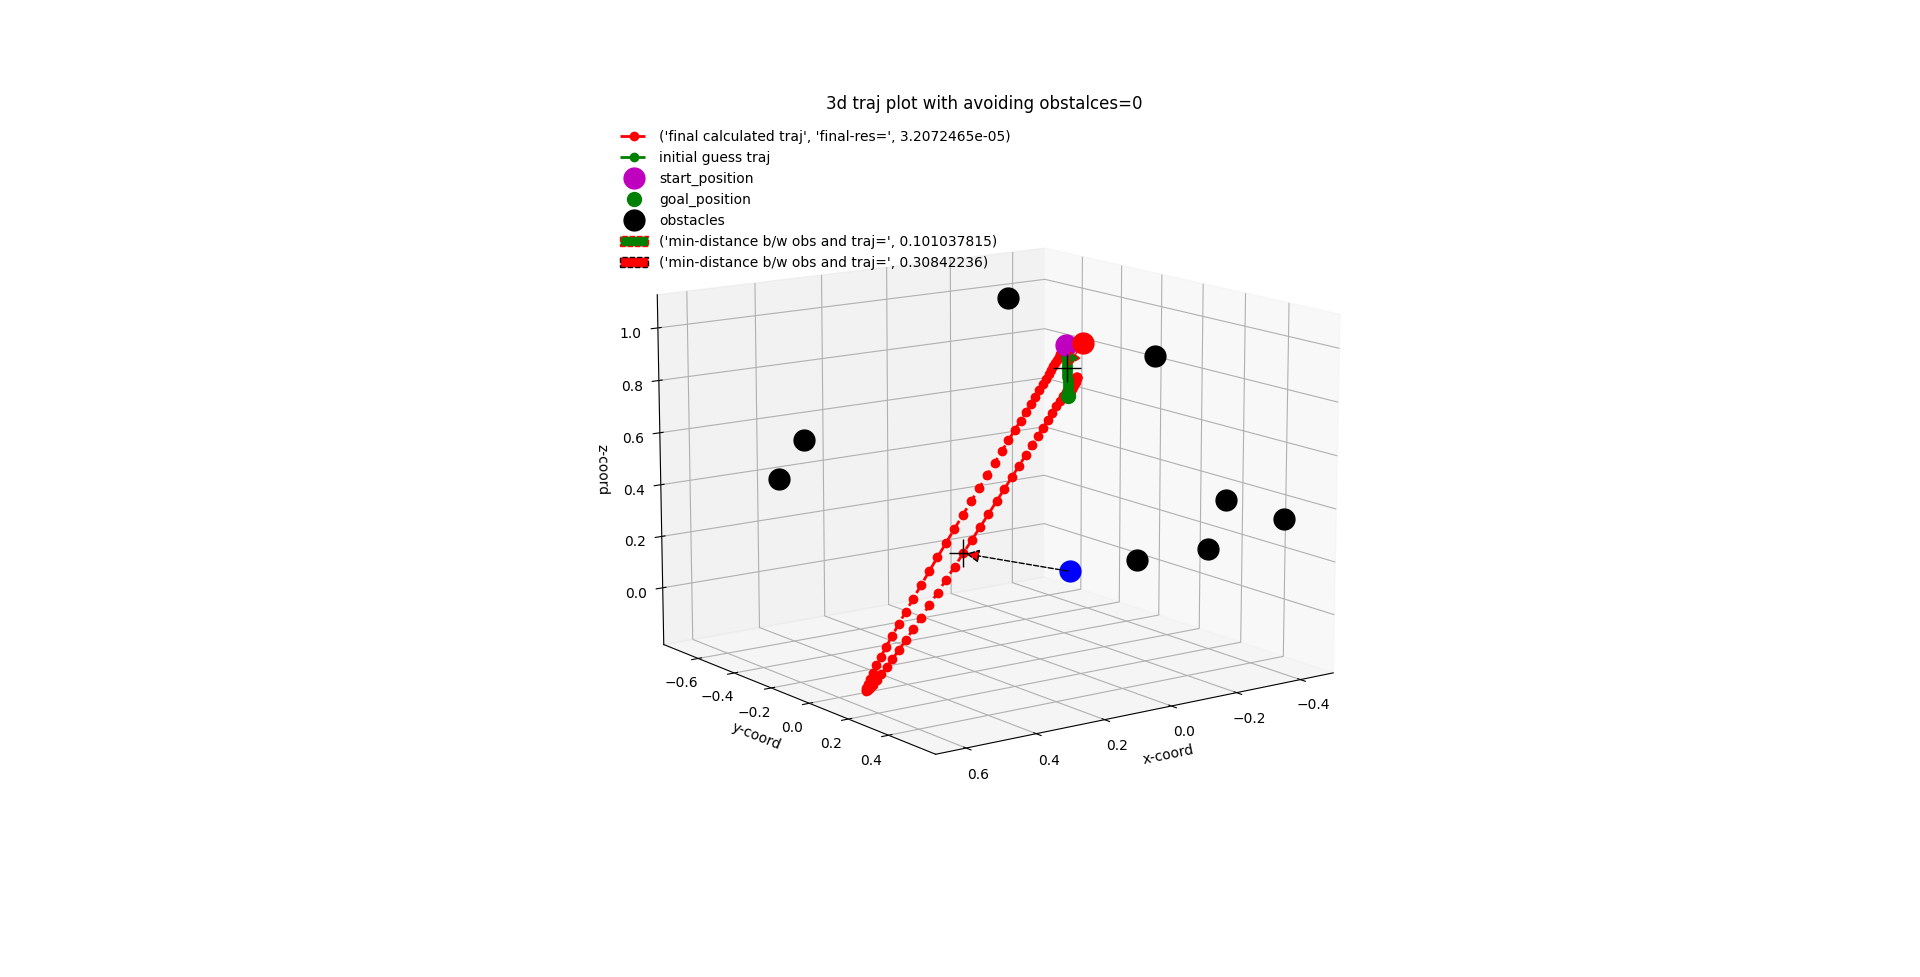 3d traj plot with avoiding obstalces=0
('final calculated traj', 'final-res=', 3.2072465e-05)
initial guess traj
start_position
goal_position
obstacles
('min-distance b/w obs and traj=', 0.101037815)
('min-distance b/w obs and traj=', 0.30842236)
1.0
0.8
0.6
0.4
0.2
0.0
z-coord
−0.6
−0.4
−0.2
0.0
0.2
0.4
y-coord
0.6
0.4
0.2
0.0
−0.2
−0.4
x-coord